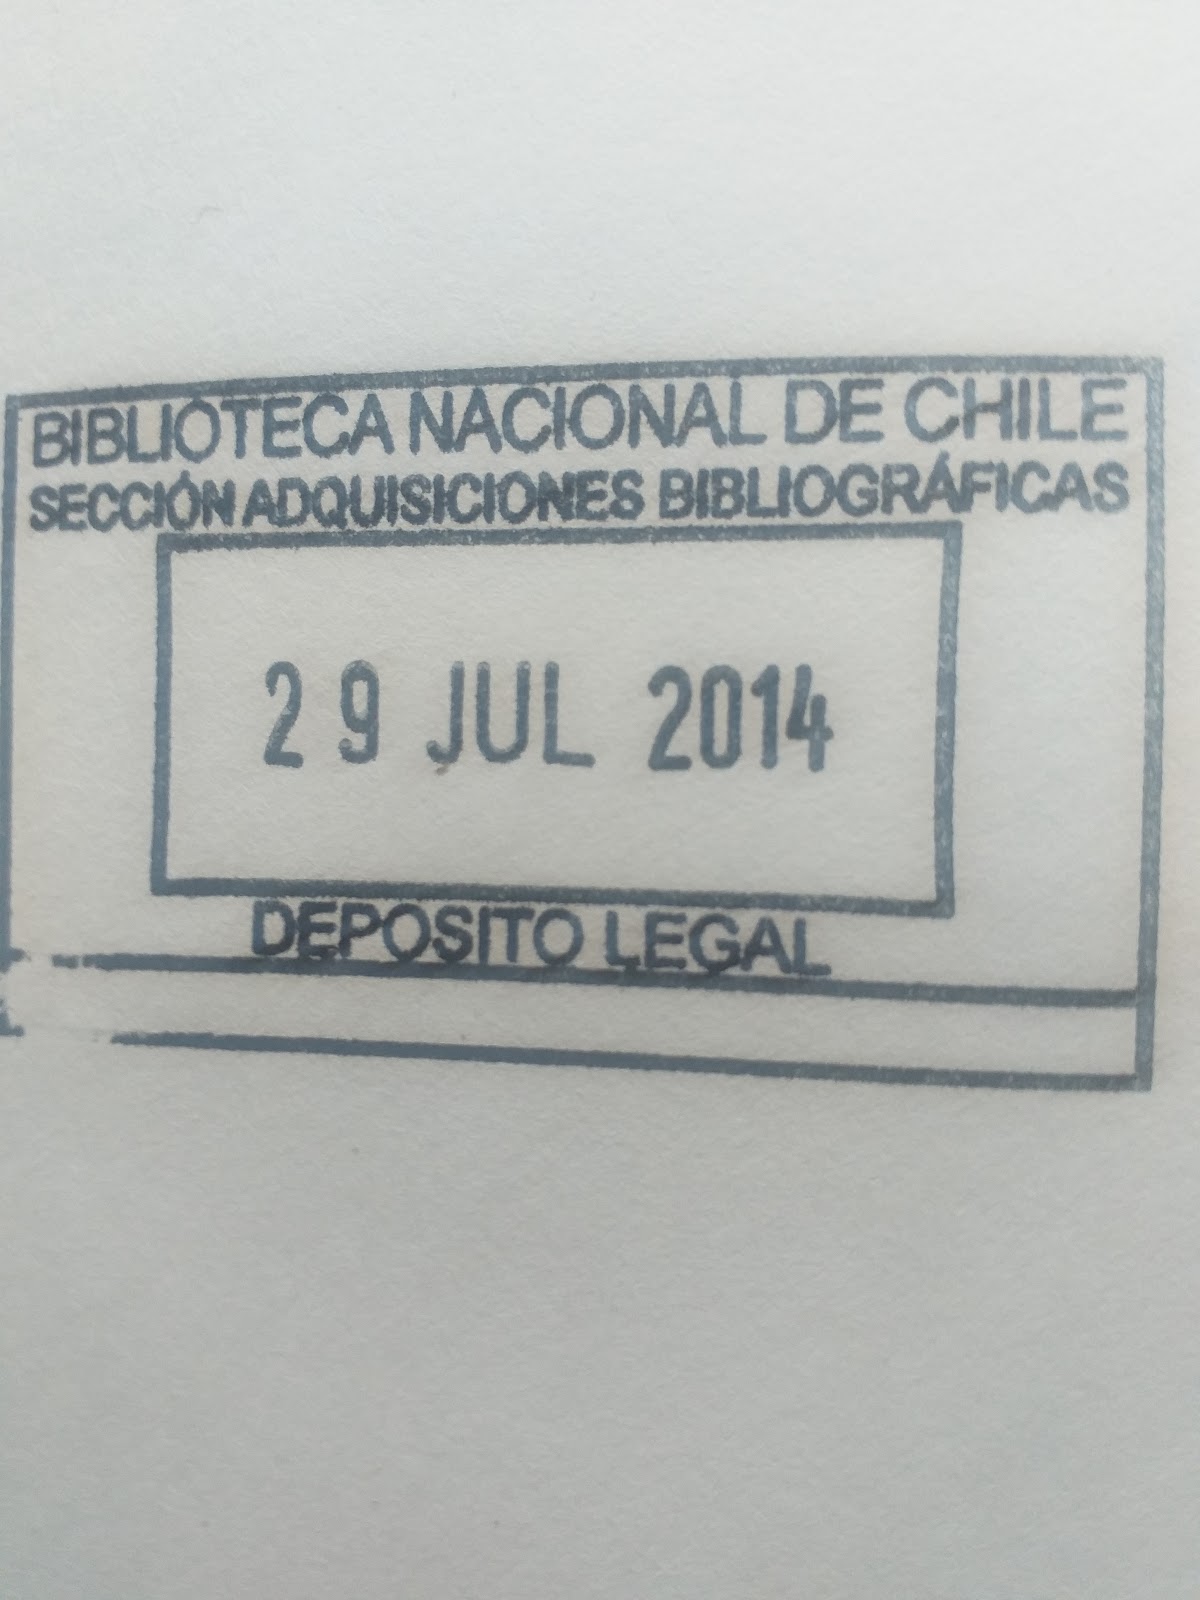 BIBLIOTECA NACIONAL DE CHILE
SECCIÓN ADQUISICIONES BIBLIOGRÁFICAS
29 JUL 2014
DEPOSITO LEGAL